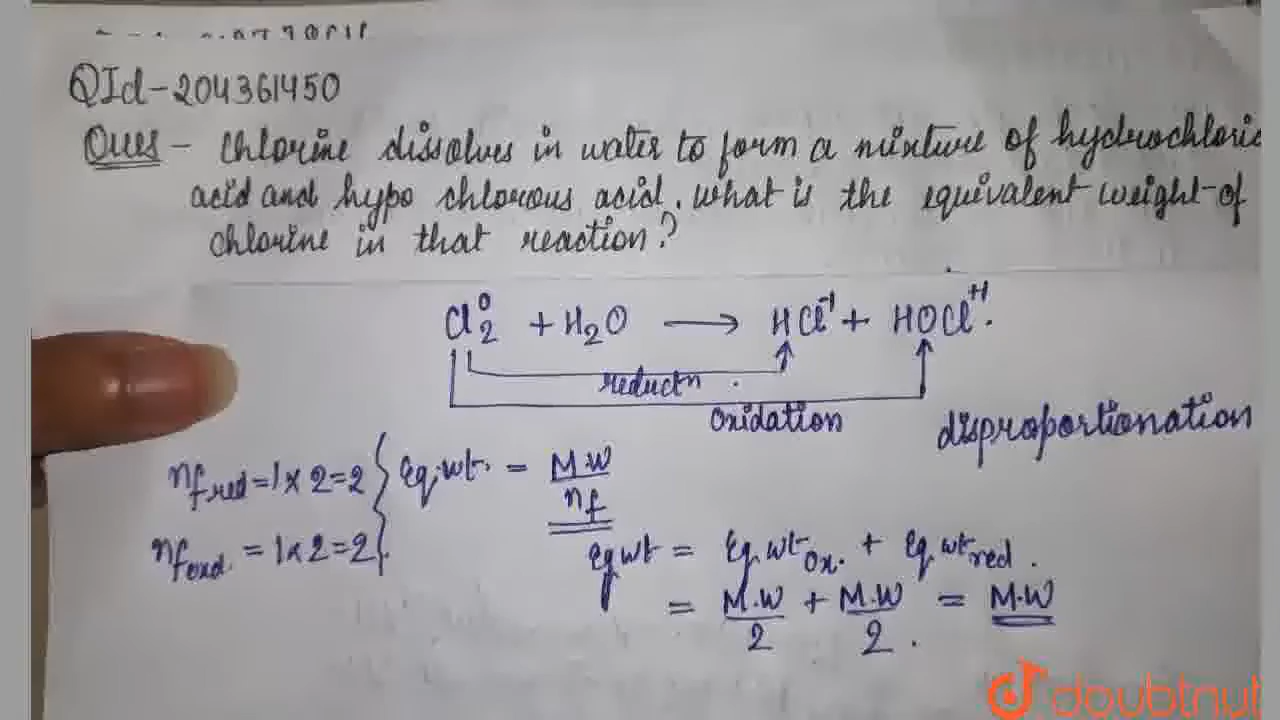 QId-204361450
Ques - Chlorine dissolves in water to form a mixture of hydrochloric
acid and hypo chlorous acid. what is the equivalent weight of
chlorine in that reaction?
Cl₂⁰ + H₂O ⟶ HCl⁻¹ + HOCl⁺¹.
reductn.
Oxidation
disproportionation
nf red = 1 x 2 = 2 } Eq.wt. = M.W / nf
nf oxd. = 1 x 2 = 2
Eq wt = Eq wt Ox. + Eq wt red.
= M.W / 2 + M.W / 2 = M.W
doubtnut